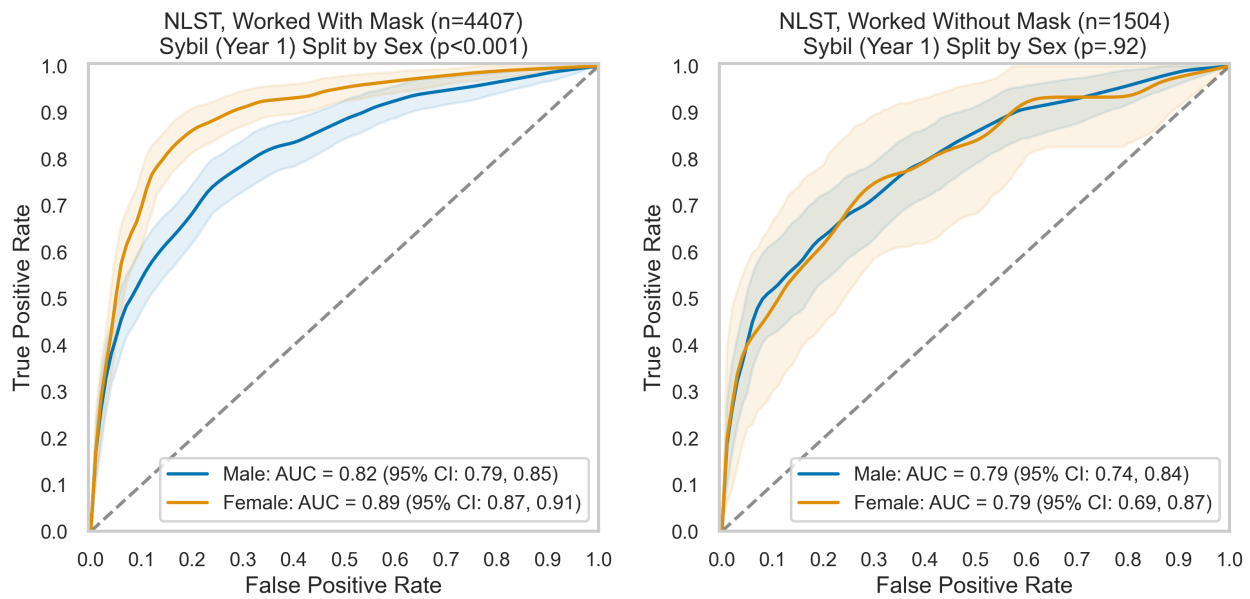 NLST, Worked With Mask (n=4407)
Sybil (Year 1) Split by Sex (p<0.001)
1.0
0.9
0.8
0.7
0.6
0.5
0.4
0.3
0.2
0.1
0.0
True Positive Rate
Male: AUC = 0.82 (95% CI: 0.79, 0.85)
Female: AUC = 0.89 (95% CI: 0.87, 0.91)
0.0 0.1 0.2 0.3 0.4 0.5 0.6 0.7 0.8 0.9 1.0
False Positive Rate
NLST, Worked Without Mask (n=1504)
Sybil (Year 1) Split by Sex (p=.92)
1.0
0.9
0.8
0.7
0.6
0.5
0.4
0.3
0.2
0.1
0.0
True Positive Rate
Male: AUC = 0.79 (95% CI: 0.74, 0.84)
Female: AUC = 0.79 (95% CI: 0.69, 0.87)
0.0 0.1 0.2 0.3 0.4 0.5 0.6 0.7 0.8 0.9 1.0
False Positive Rate